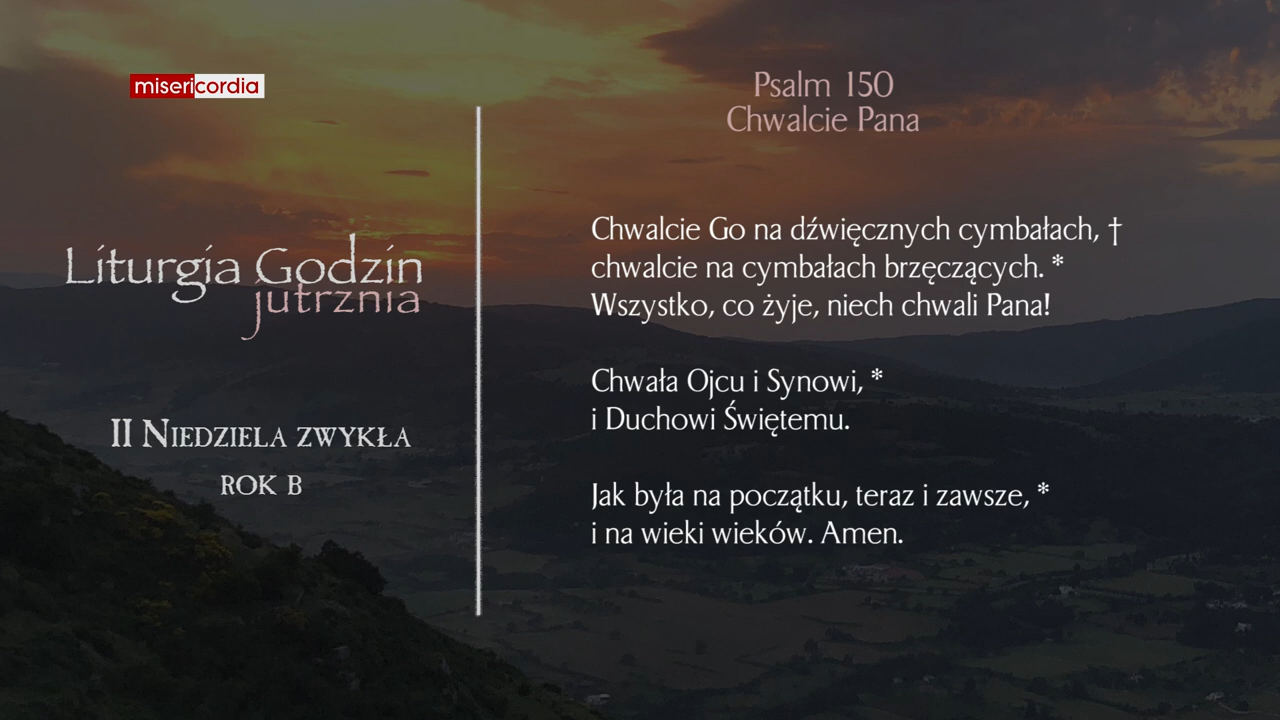 misericordia
Liturgia Godzin
jutrznia
II Niedziela zwykła
rok B
Psalm 150
Chwalcie Pana
Chwalcie Go na dźwięcznych cymbałach, †
chwalcie na cymbałach brzęczących. *
Wszystko, co żyje, niech chwali Pana!
Chwała Ojcu i Synowi, *
i Duchowi Świętemu.
Jak była na początku, teraz i zawsze, *
i na wieki wieków. Amen.